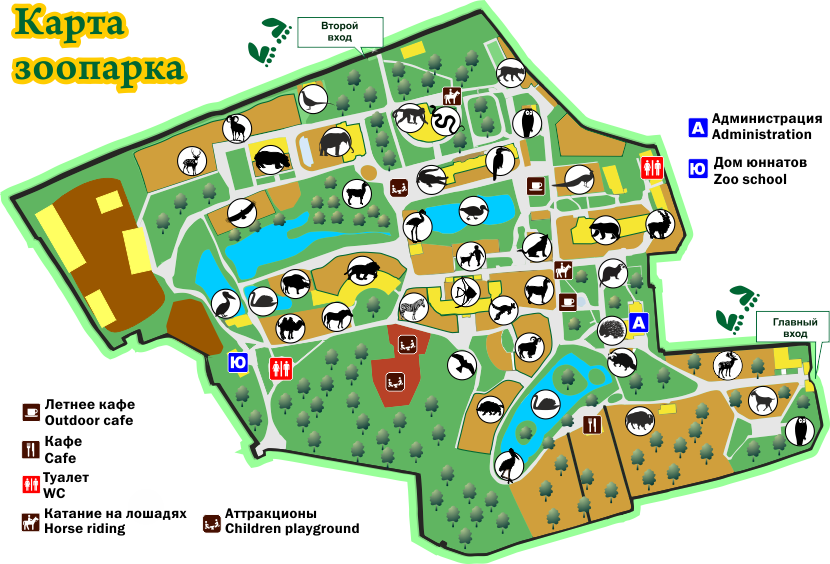 Карта
зоопарка
Второй
вход
А
Администрация
Administration
Ю
Дом юннатов
Zoo school
Главный
вход
А
Ю
Летнее кафе
Outdoor cafe
Кафе
Cafe
Туалет
WC
Катание на лошадях
Horse riding
Аттракционы
Children playground